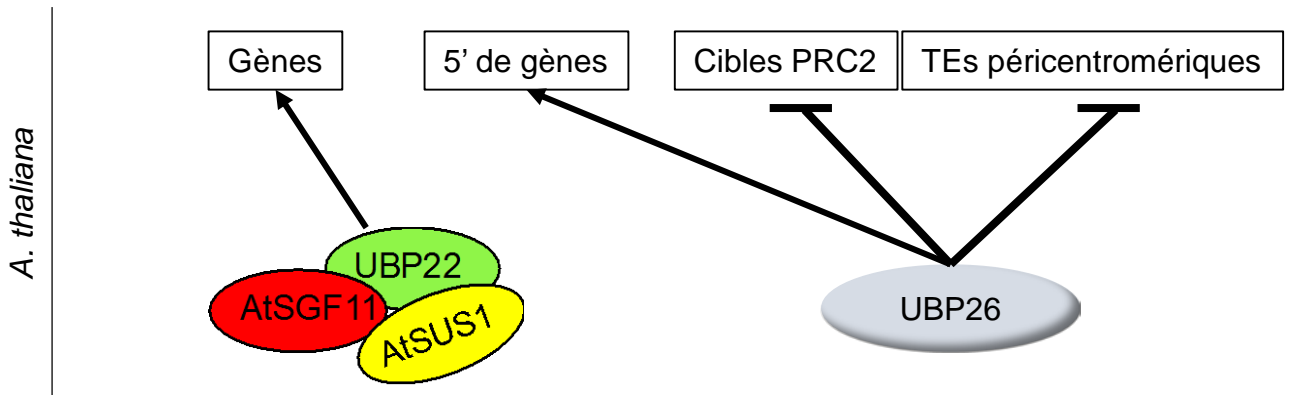 Gènes
5’ de gènes
Cibles PRC2
TEs péricentromériques
A. thaliana
UBP22
AtSGF11
AtSUS1
UBP26